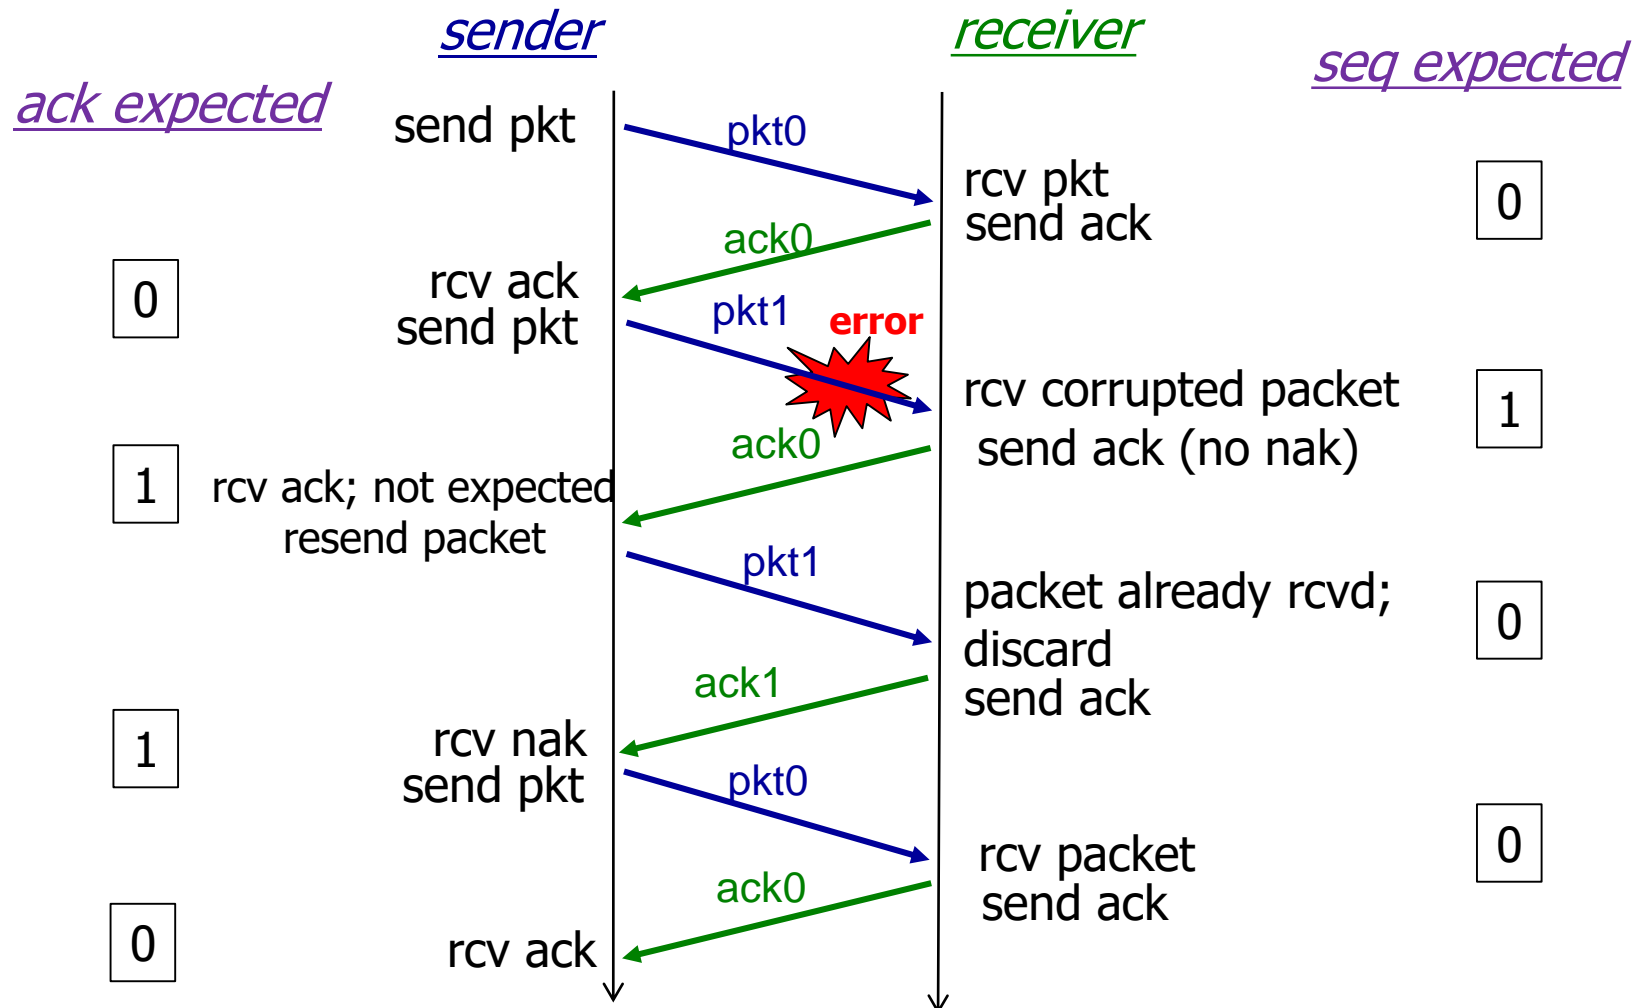 sender
receiver
seq expected
ack expected
send pkt
pkt0
rcv pkt
send ack
0
ack0
0
rcv ack
send pkt
pkt1
error
rcv corrupted packet
send ack (no nak)
1
ack0
1
rcv ack; not expected
resend packet
pkt1
packet already rcvd;
discard
send ack
0
ack1
1
rcv nak
send pkt
pkt0
rcv packet
send ack
0
ack0
0
rcv ack